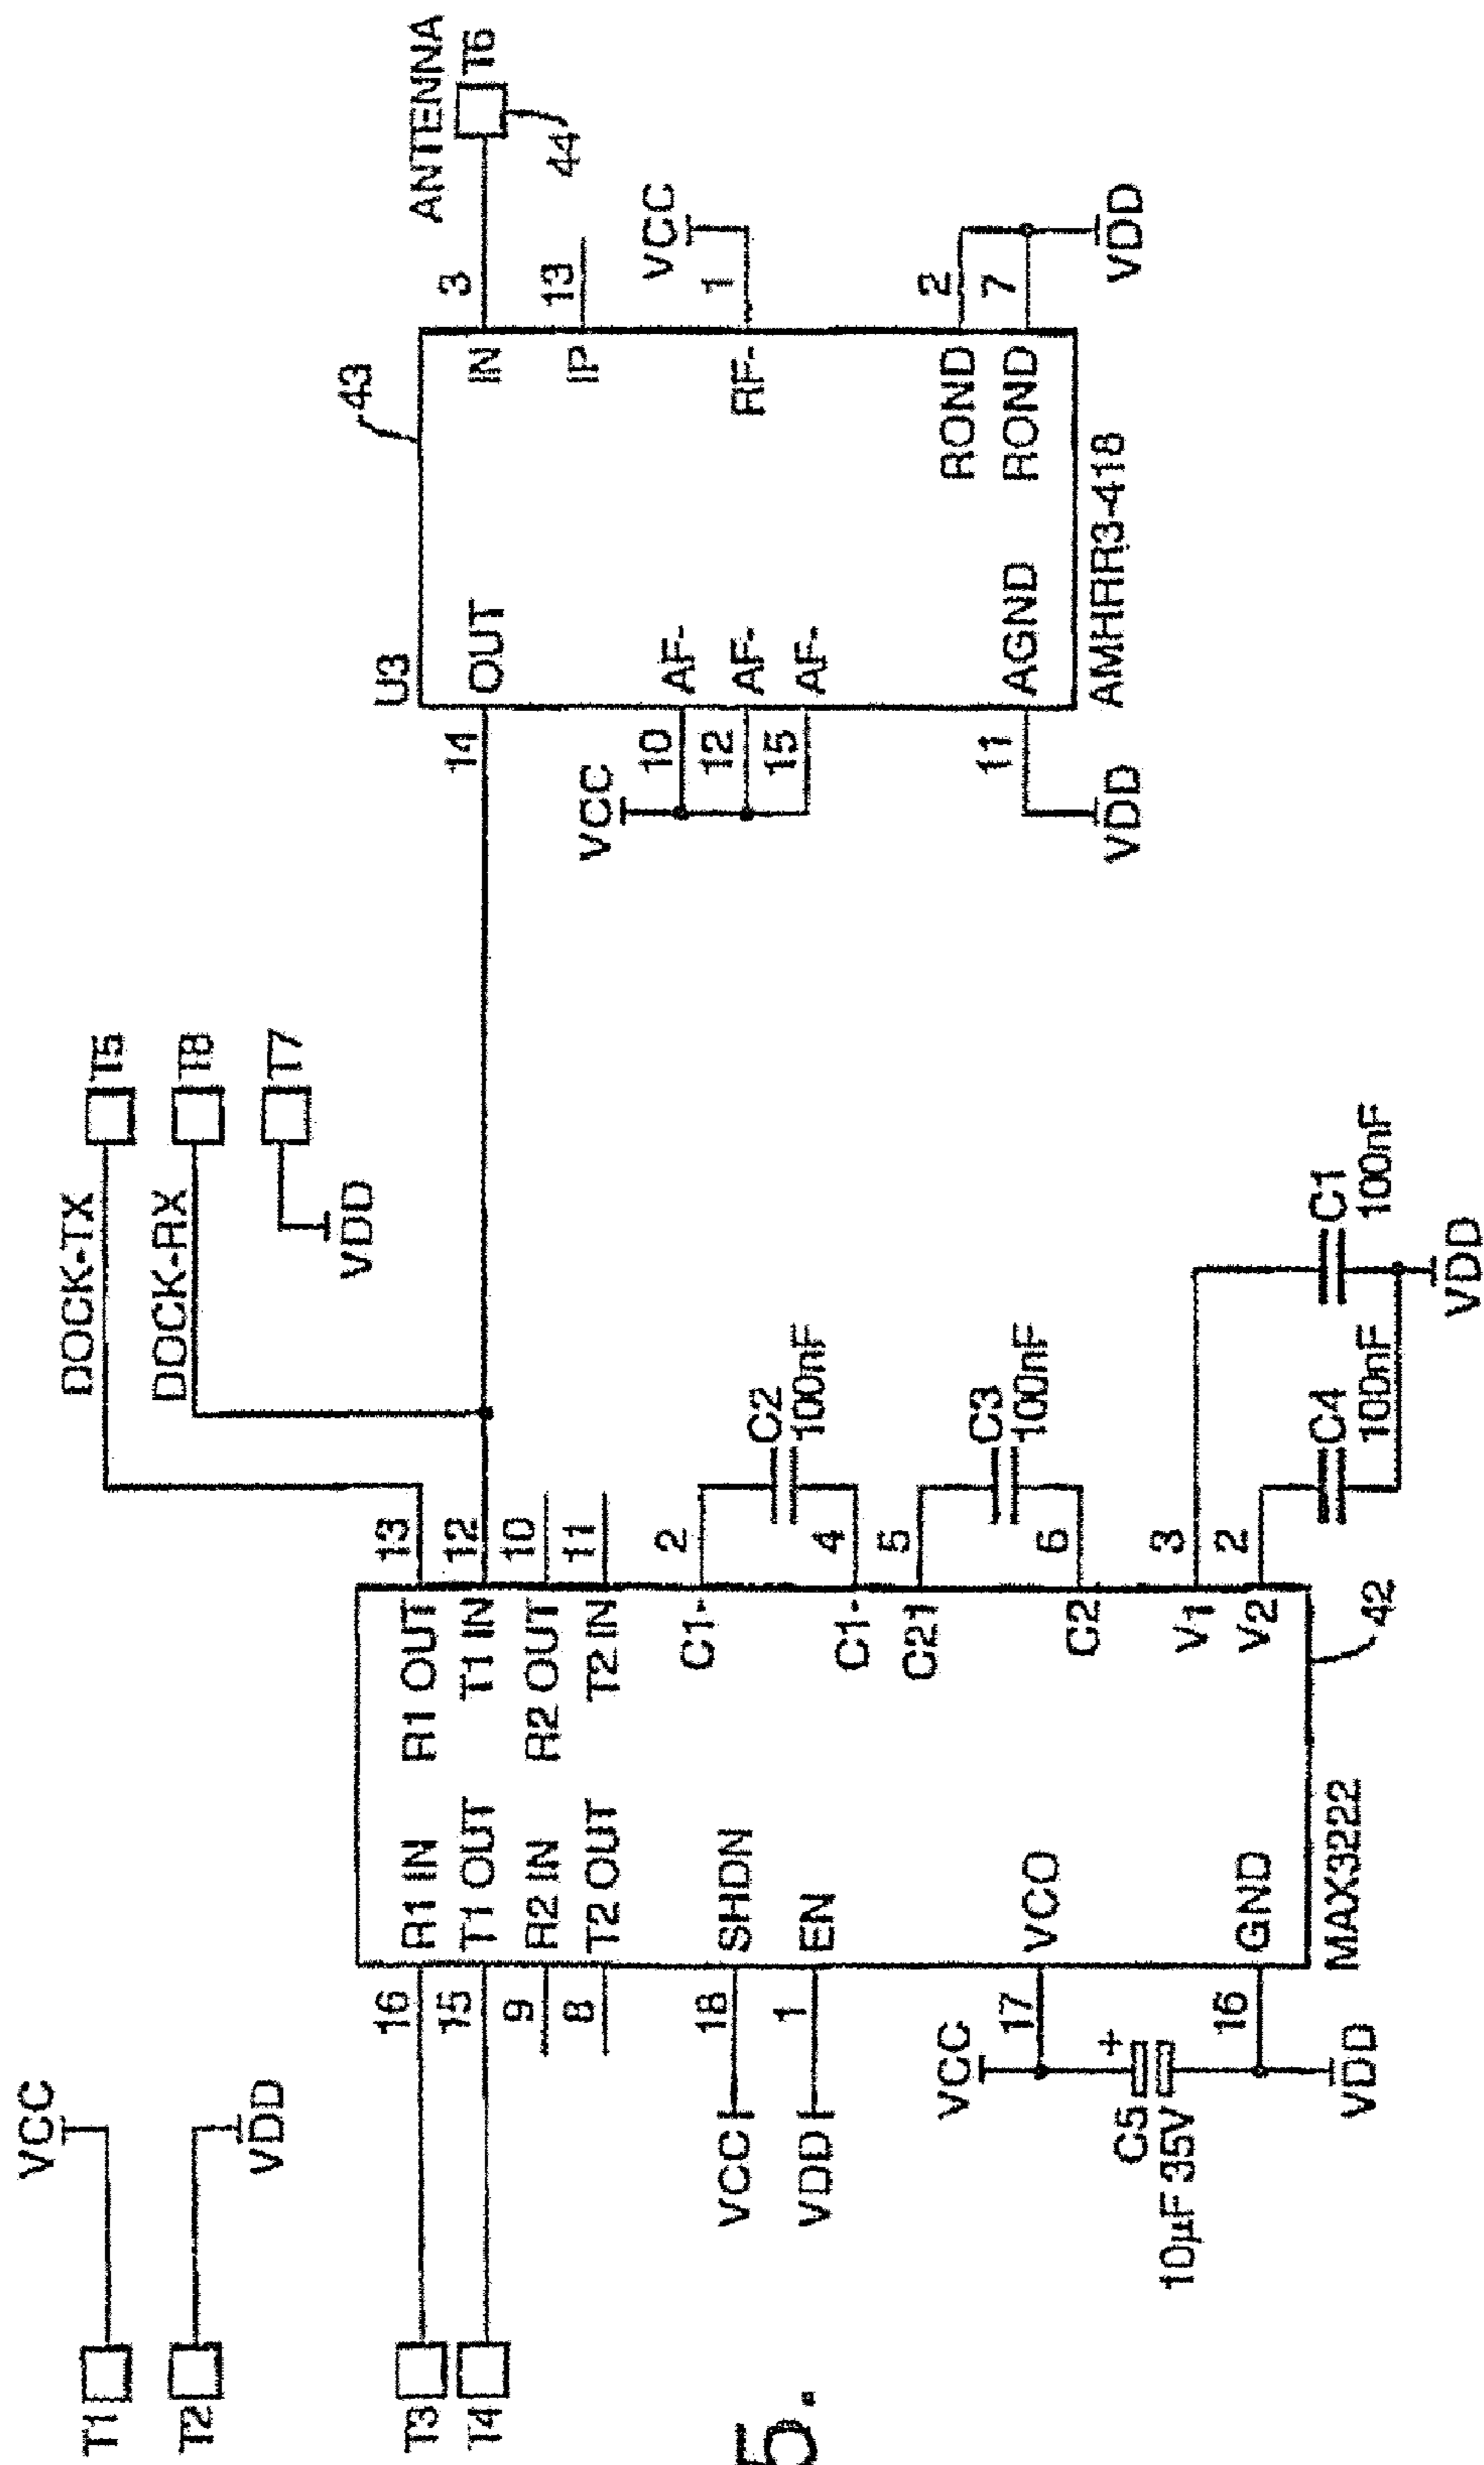 T1
VCC
T2
VDD
T3
T4
16
15
9
8
VCC
18
VDD
1
VCC
17
+
C5
10µF 35V
16
VDD
R1 IN
R1 OUT
T1 OUT
T1 IN
R2 IN
R2 OUT
T2 OUT
T2 IN
SHDN
C1-
EN
C1-
C21
VCO
C2
V1
GND
V2
MAX3222
42
13
12
10
11
2
C2
100nF
4
5
C3
100nF
6
3
2
C4
100nF
C1
100nF
VDD
DOCK-TX
T5
DOCK-RX
T8
T7
VDD
14
VCC
10
12
15
11
VDD
U3
43
OUT
IN
IP
AF-
AF-
RF-
AF-
ROND
AGND
ROND
AMHRR3-418
3
ANTENNA
T6
44
13
VCC
1
2
7
VDD
5.